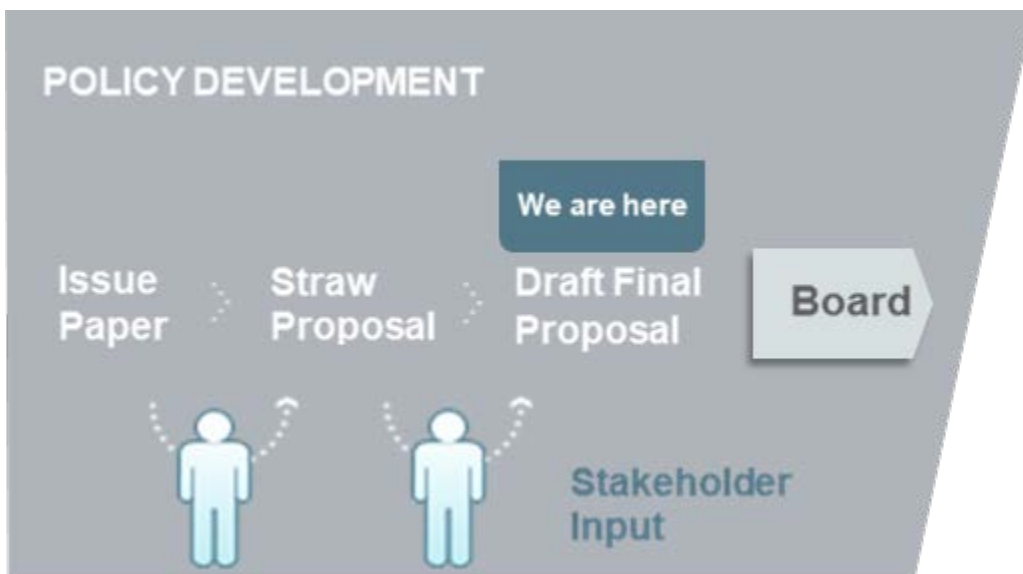 POLICY DEVELOPMENT
We are here
Issue
Paper
Straw
Proposal
Draft Final
Proposal
Board
Stakeholder
Input